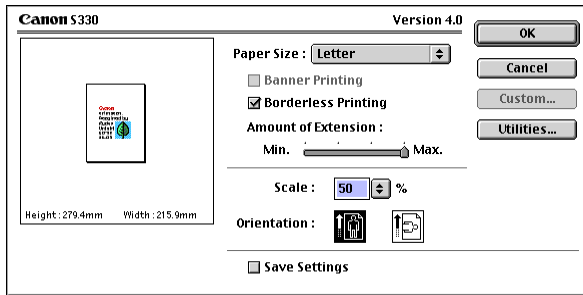 Canon S330
Version 4.0
OK
Paper Size : Letter
Cancel
Banner Printing
Custom...
Borderless Printing
Utilities...
Amount of Extension :
Min. Max.
Scale : 50 %
Height : 279.4mm Width : 215.9mm
Orientation :
Save Settings
Canon